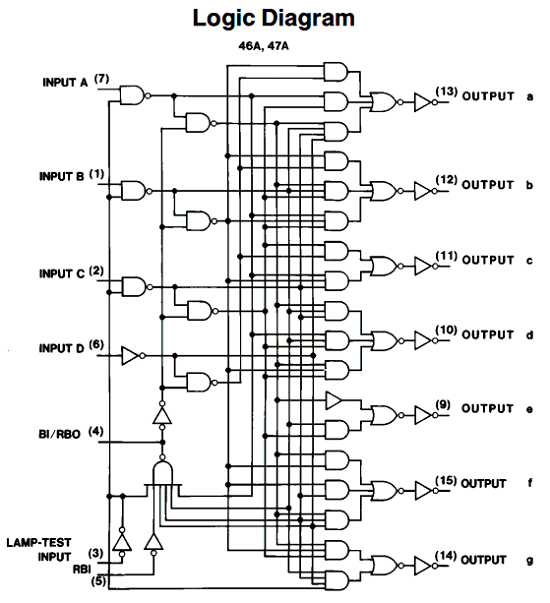 Logic Diagram
46A, 47A
INPUT A (7)
(13) OUTPUT a
INPUT B (1)
(12) OUTPUT b
INPUT C (2)
(11) OUTPUT c
INPUT D (6)
(10) OUTPUT d
(9) OUTPUT e
BI/RBO (4)
(15) OUTPUT f
LAMP-TEST
INPUT
(3)
(14) OUTPUT g
RBI
(5)